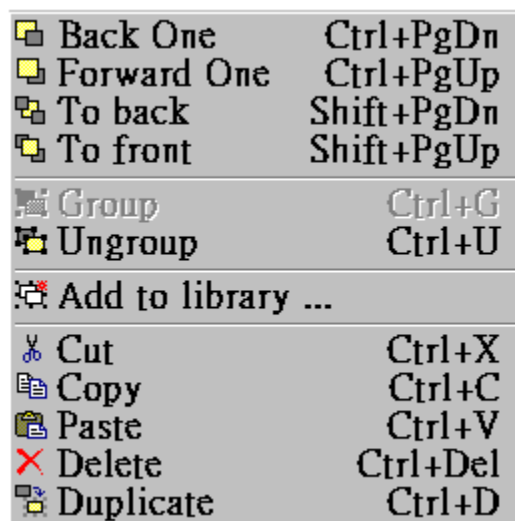 Back One Ctrl+PgDn
Forward One Ctrl+PgUp
To back Shift+PgDn
To front Shift+PgUp
Group Ctrl+G
Ungroup Ctrl+U
Add to library ...
Cut Ctrl+X
Copy Ctrl+C
Paste Ctrl+V
Delete Ctrl+Del
Duplicate Ctrl+D